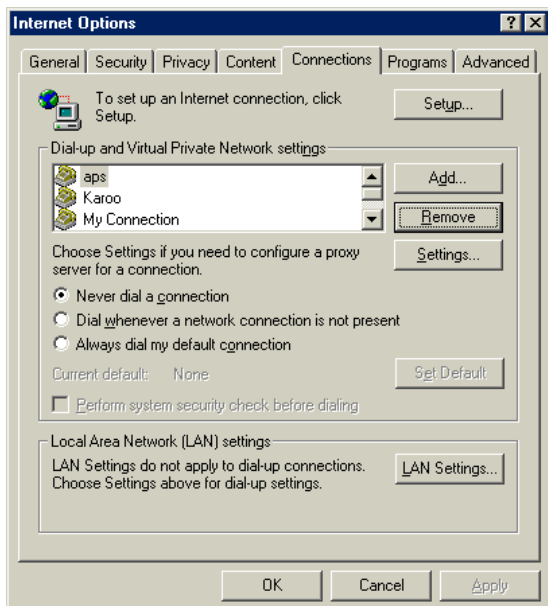 Internet Options
General Security Privacy Content Connections Programs Advanced
To set up an Internet connection, click
Setup.
Setup...
Dial-up and Virtual Private Network settings
aps
Karoo
My Connection
Add...
Remove
Choose Settings if you need to configure a proxy
server for a connection.
Settings...
Never dial a connection
Dial whenever a network connection is not present
Always dial my default connection
Current default: None
Set Default
Perform system security check before dialing
Local Area Network (LAN) settings
LAN Settings do not apply to dial-up connections.
Choose Settings above for dial-up settings.
LAN Settings...
OK Cancel Apply